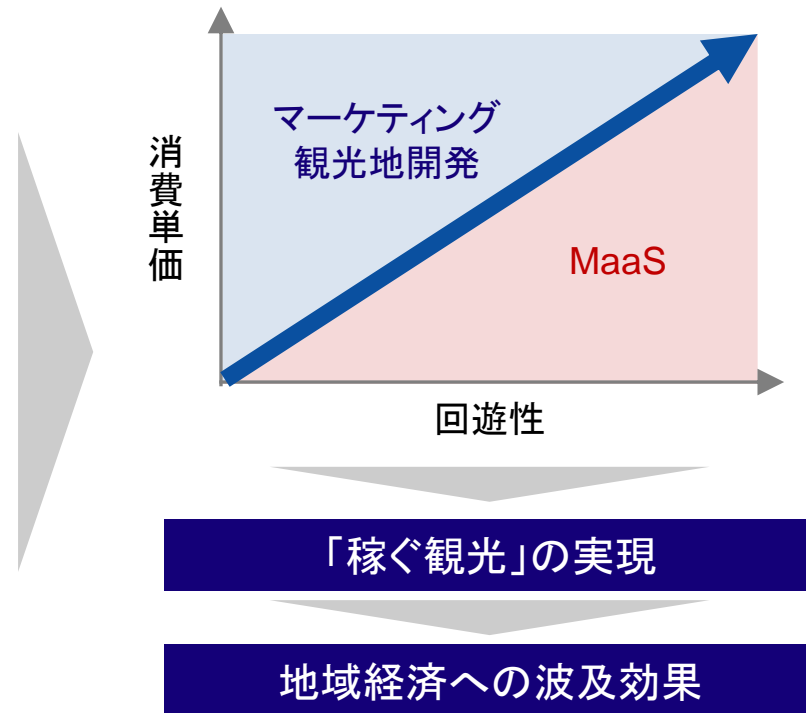 マーケティング
観光地開発
消費単価
MaaS
回遊性
「稼ぐ観光」の実現
地域経済への波及効果